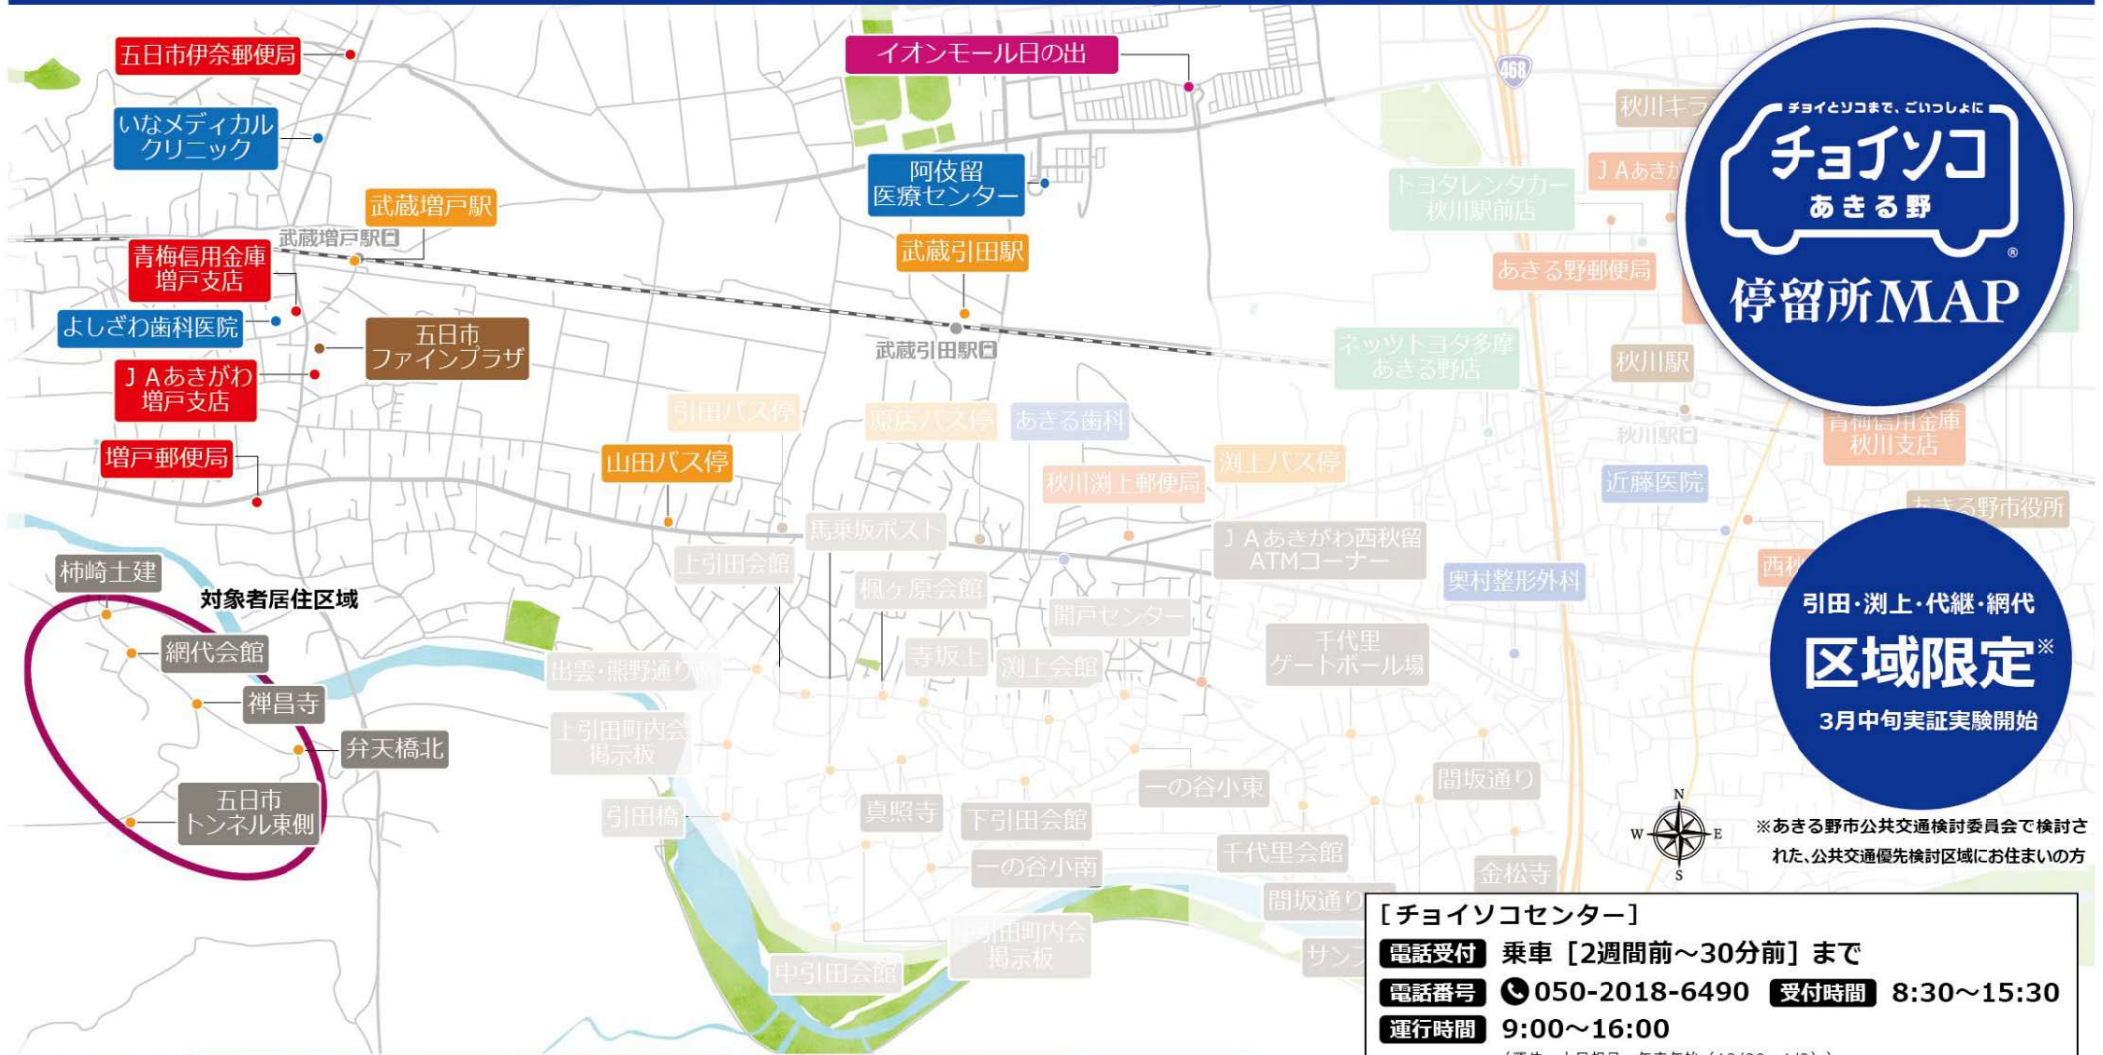 五日市伊奈郵便局
イオンモール日の出
468
いなメディカル
クリニック
阿伎留
医療センター
武蔵増戸駅
武蔵増戸駅
武蔵引田駅
武蔵引田駅
青梅信用金庫
増戸支店
よしざわ歯科医院
五日市
ファインプラザ
JAあきがわ
増戸支店
増戸郵便局
山田バス停
引田バス停
原店バス停
あきる歯科
秋川渕上郵便局
渕上バス停
秋川キラ
JAあきが
トヨタレンタカー
秋川駅前店
あきる野郵便局
ネッツトヨタ多摩
あきる野店
秋川駅
秋川駅
青梅信用金庫
秋川支店
近藤医院
あきる野市役所
西秋
奥村整形外科
JAあきがわ西秋留
ATMコーナー
馬乗坂ポスト
上引田会館
楓ヶ原会館
開戸センター
千代里
ゲートボール場
寺坂上
渕上会館
出雲・熊野通り
上引田町内会
掲示板
引田橋
真照寺
下引田会館
一の谷小東
間坂通り
一の谷小南
千代里会館
金松寺
間坂通り
引田町内会
掲示板
中引田会館
サン
柿崎土建
対象者居住区域
網代会館
禅昌寺
弁天橋北
五日市
トンネル東側
チョイとソコまで、ごいっしょに
チョイソコ
あきる野
®
停留所MAP
引田・渕上・代継・網代
区域限定※
3月中旬実証実験開始
N
W E
S
※あきる野市公共交通検討委員会で検討さ
れた、公共交通優先検討区域にお住まいの方
[チョイソコセンター]
電話受付 乗車 [2週間前～30分前] まで
電話番号 050-2018-6490 受付時間 8:30～15:30
運行時間 9:00～16:00